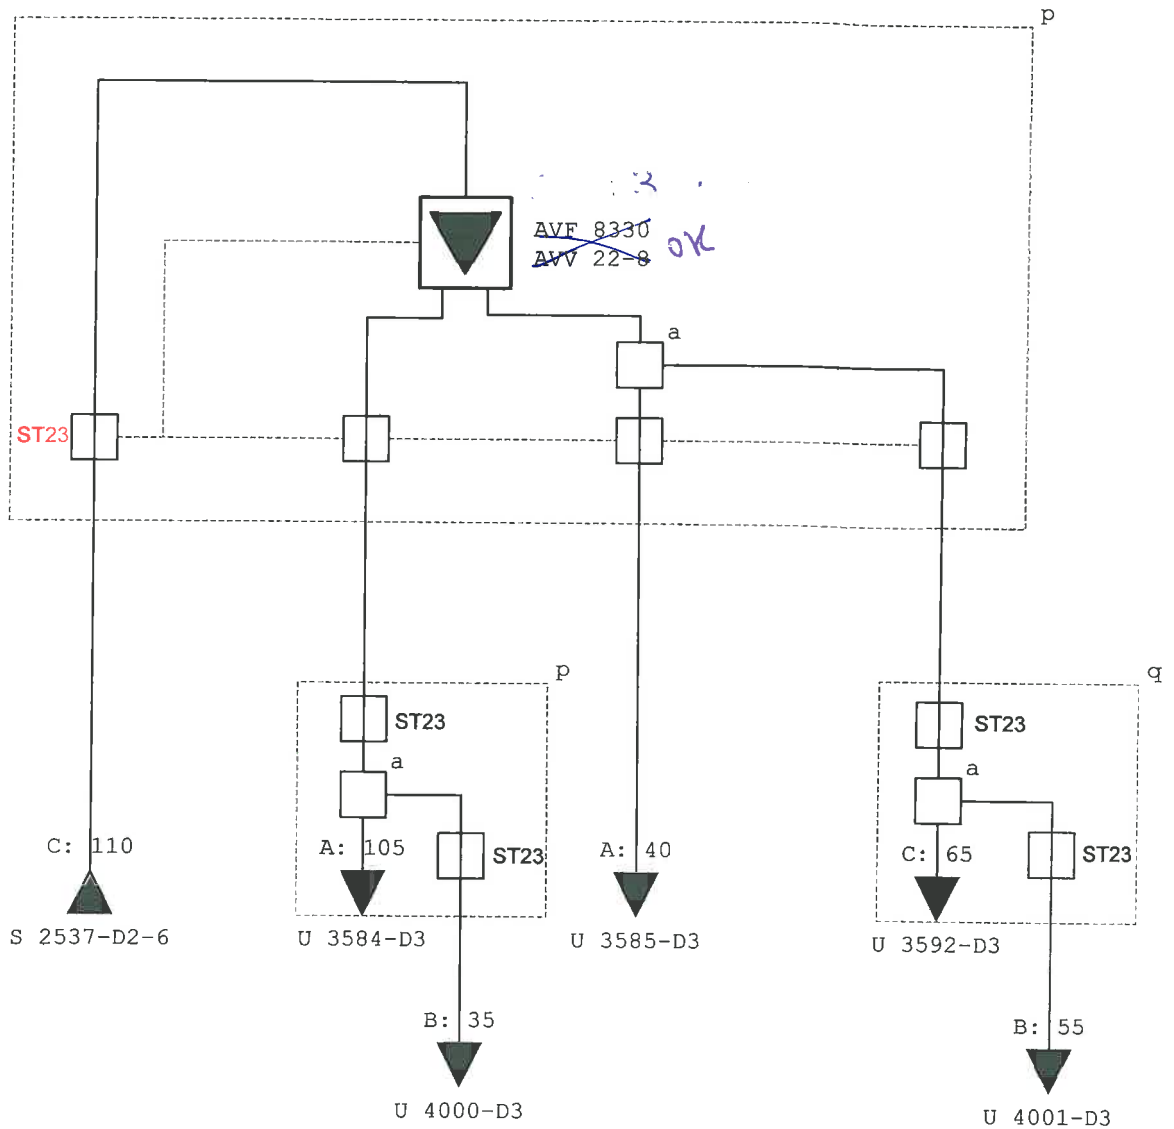 p
AVF 8330
AVV 22-8
OK
a
ST23
p
q
ST23
ST23
a
a
C: 110
A: 105
ST23
A: 40
C: 65
ST23
S 2537-D2-6
U 3584-D3
U 3585-D3
U 3592-D3
B: 35
B: 55
U 4000-D3
U 4001-D3